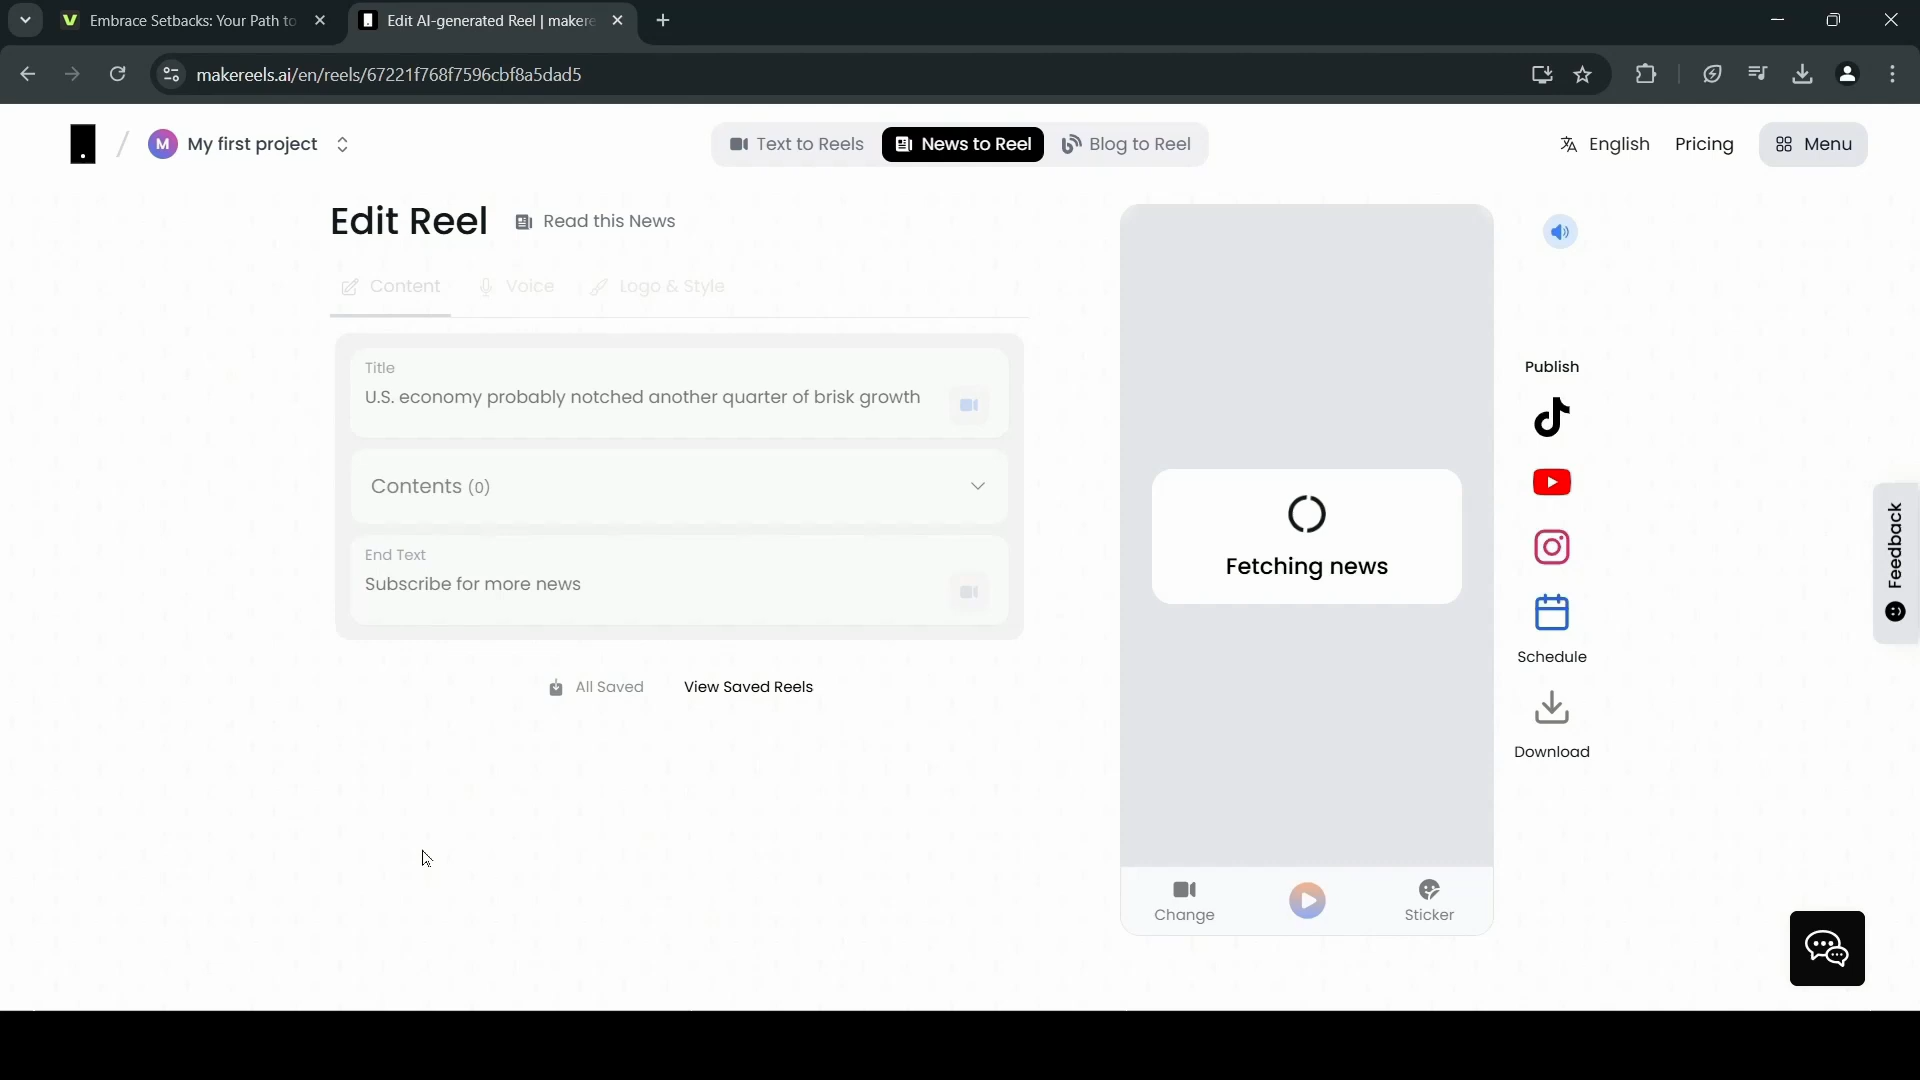 Embrace Setbacks: Your Path to
Edit AI-generated Reel | makere
makereels.ai/en/reels/67221f768f7596cbf8a5dad5
M My first project
Text to Reels
News to Reel
Blog to Reel
English
Pricing
Menu
Edit Reel
Read this News
Content
Voice
Logo & Style
Title
U.S. economy probably notched another quarter of brisk growth
Contents (0)
End Text
Subscribe for more news
All Saved
View Saved Reels
Fetching news
Change
Sticker
Publish
Schedule
Download
Feedback